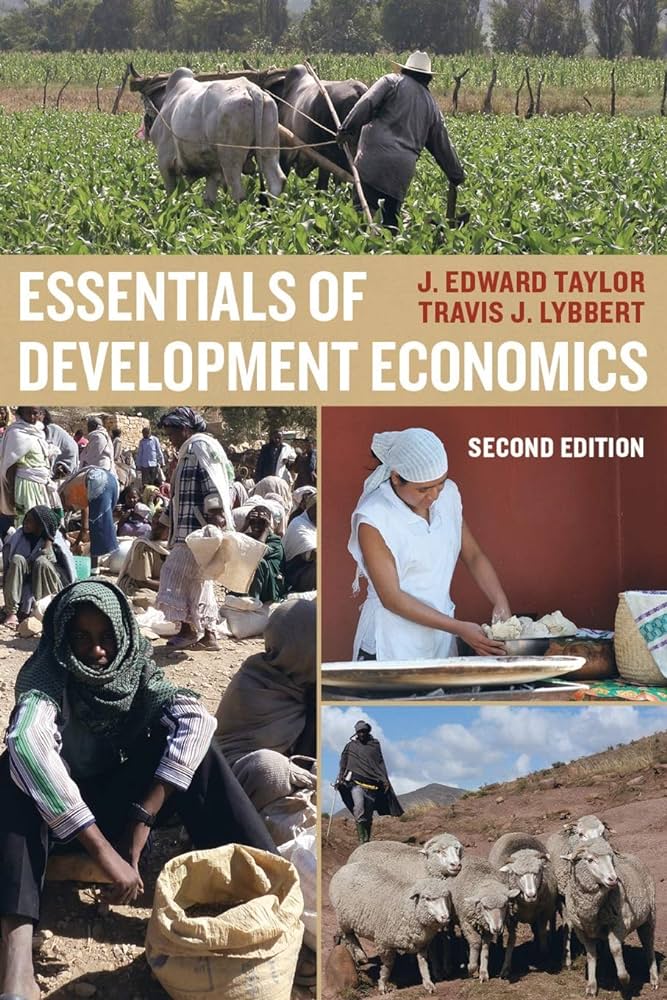 ESSENTIALS OF
DEVELOPMENT ECONOMICS
J. EDWARD TAYLOR
TRAVIS J. LYBBERT
SECOND EDITION